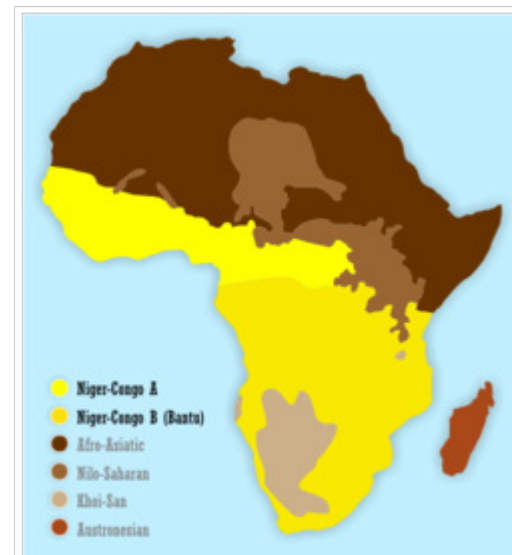 Niger-Congo A
Niger-Congo B (Bantu)
Afro-Asiatic
Nilo-Saharan
Khoi-San
Austronesian